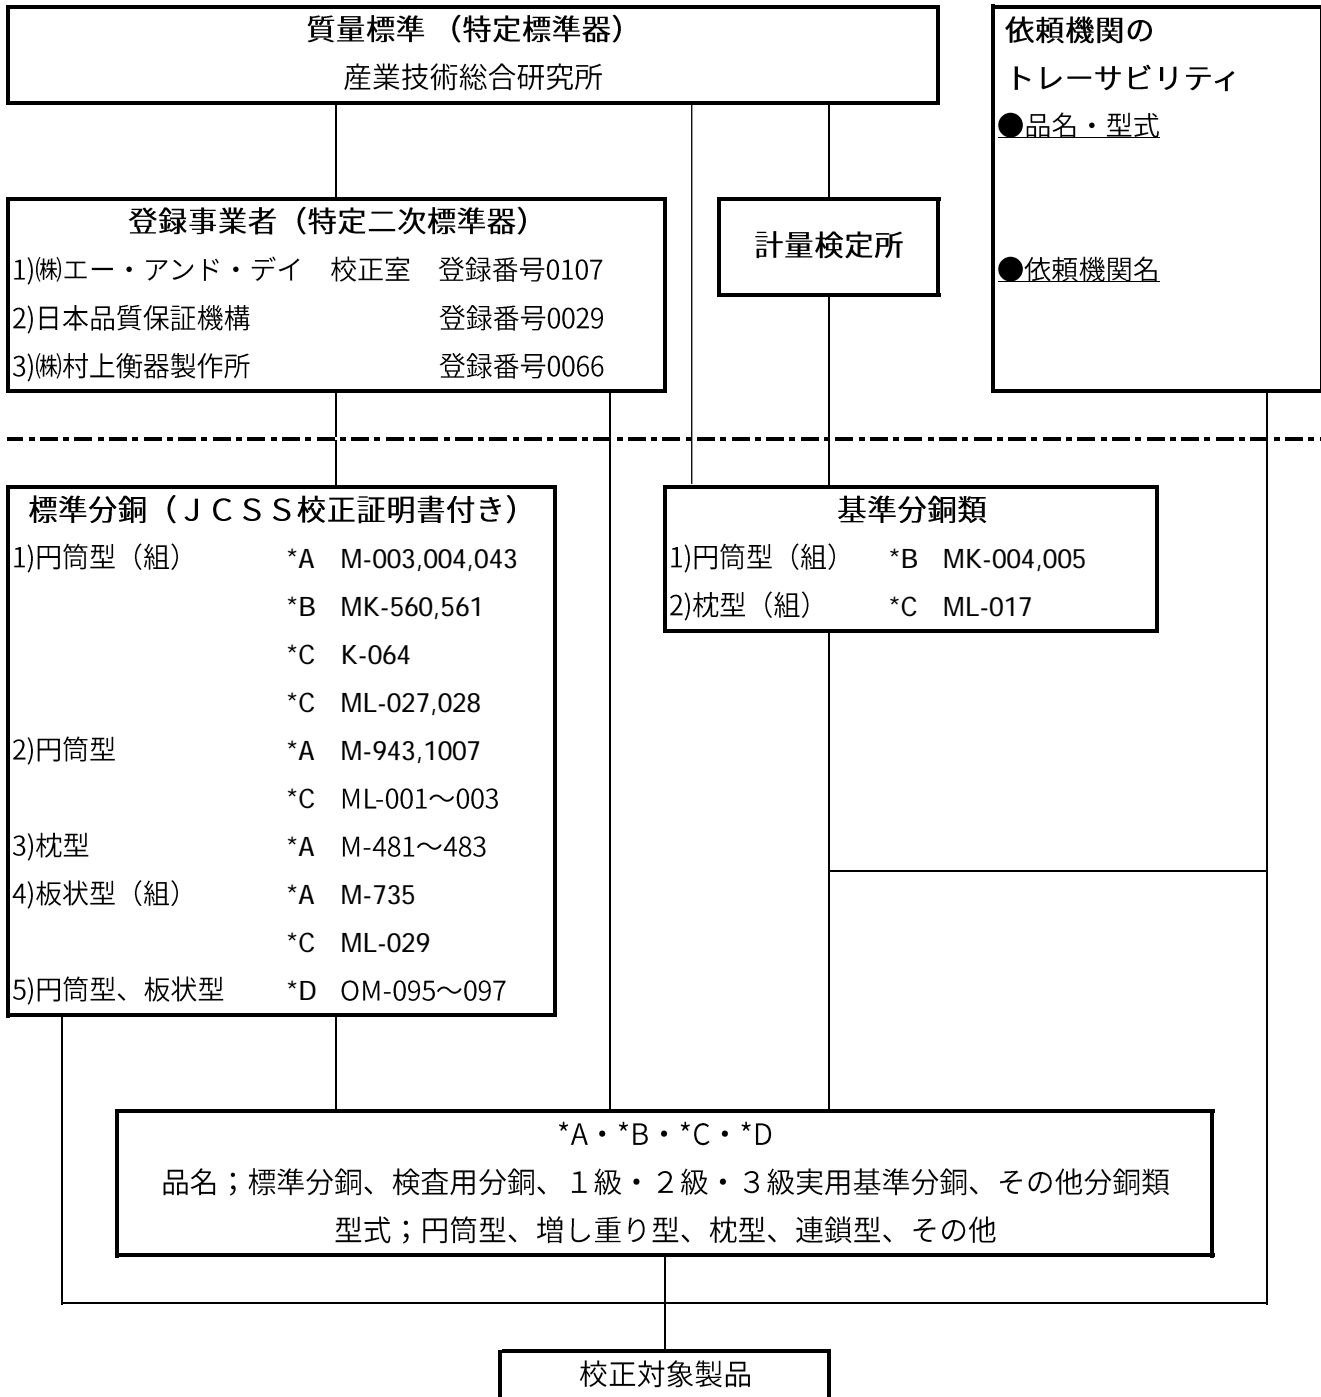 質量標準 （特定標準器）
産業技術総合研究所
依頼機関の
トレーサビリティ
●品名・型式
●依頼機関名
登録事業者（特定二次標準器）
1)㈱エー・アンド・デイ　校正室　登録番号0107
2)日本品質保証機構　登録番号0029
3)㈱村上衡器製作所　登録番号0066
計量検定所
標準分銅（ＪＣＳＳ校正証明書付き）
1)円筒型（組）　*A　M-003,004,043
*B　MK-560,561
*C　K-064
*C　ML-027,028
2)円筒型　*A　M-943,1007
*C　ML-001～003
3)枕型　*A　M-481～483
4)板状型（組）　*A　M-735
*C　ML-029
5)円筒型、板状型　*D　OM-095～097
基準分銅類
1)円筒型（組）　*B　MK-004,005
2)枕型（組）　*C　ML-017
*A・*B・*C・*D
品名；標準分銅、検査用分銅、１級・２級・３級実用基準分銅、その他分銅類
型式；円筒型、増し重り型、枕型、連鎖型、その他
校正対象製品